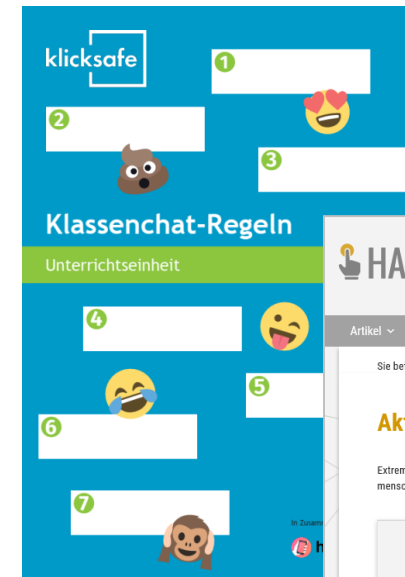 klicksafe
1
2
3
Klassenchat-Regeln
Unterrichtseinheit
HA
Artikel
4
Sie be
5
Ak
6
Extrem
mensc
7
In Zusam
h